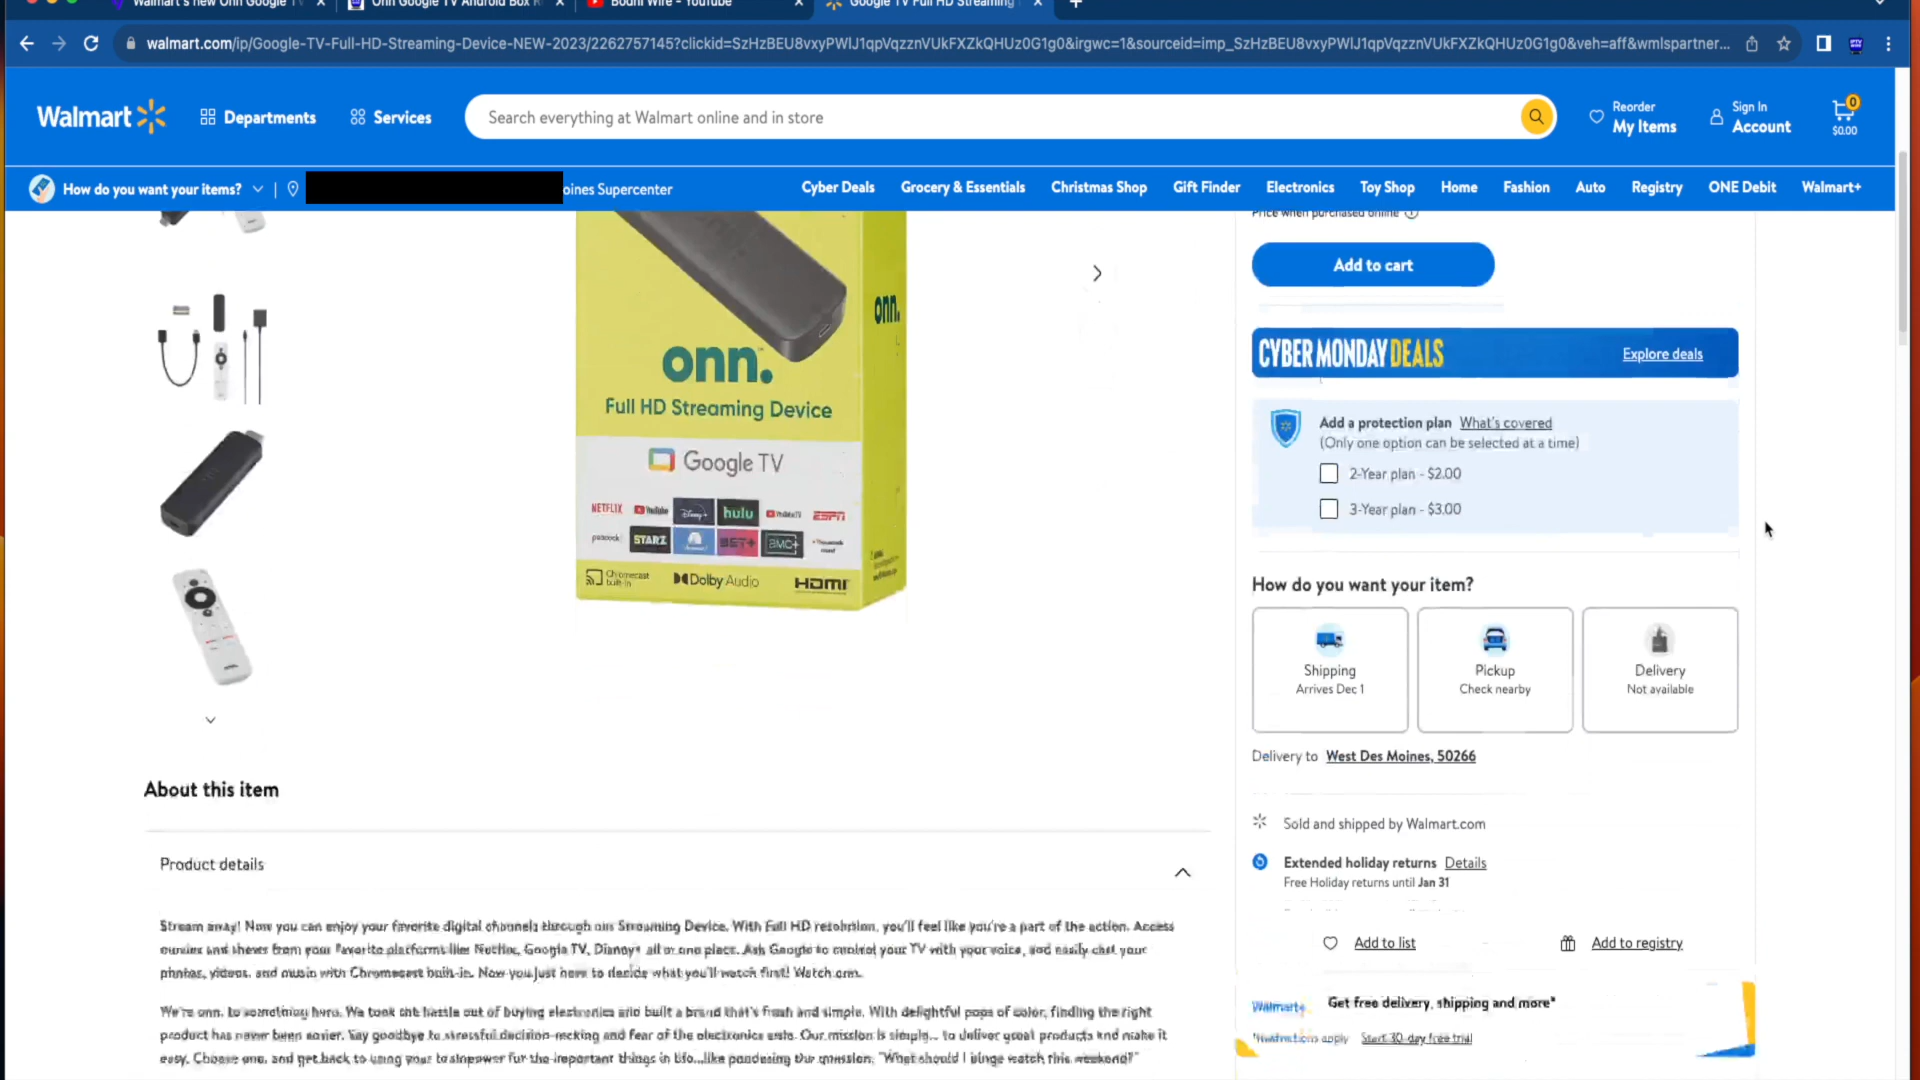 Walmart's new Onn Google TV
Onn Google TV Android Box R
Bodhi Wire - YouTube
Google TV Full HD Streaming
walmart.com/ip/Google-TV-Full-HD-Streaming-Device-NEW-2023/2262757145?clickid=SzHzBEU8vxyPWIJ1qpVqzznVUkFXZkQHUz0G1g0&irgwc=1&sourceid=imp_SzHzBEU8vxyPWIJ1qpVqzznVUkFXZkQHUz0G1g0&veh=aff&wmlspartner...
Walmart
Departments
Services
Search everything at Walmart online and in store
Reorder
My Items
Sign In
Account
0
$0.00
How do you want your items?
oines Supercenter
Cyber Deals
Grocery & Essentials
Christmas Shop
Gift Finder
Electronics
Toy Shop
Home
Fashion
Auto
Registry
ONE Debit
Walmart+
Price when purchased online
Add to cart
onn.
onn.
Full HD Streaming Device
Google TV
NETFLIX YouTube Disney+ hulu YouTubeTV ESPN
peacock STARZ BET+ AMC+
Chromecast built-in
Dolby Audio
HDMI
CYBER MONDAY DEALS
Explore deals
Add a protection plan What's covered
(Only one option can be selected at a time)
2-Year plan - $2.00
3-Year plan - $3.00
How do you want your item?
Shipping
Arrives Dec 1
Pickup
Check nearby
Delivery
Not available
Delivery to West Des Moines, 50266
Sold and shipped by Walmart.com
Extended holiday returns Details
Free Holiday returns until Jan 31
Add to list
Add to registry
Walmart+
Get free delivery, shipping and more*
*Restrictions apply Start 30-day free trial
About this item
Product details
Stream away! Now you can enjoy your favorite digital channels through our Streaming Device. With Full HD resolution, you'll feel like you're a part of the action. Access
movies and shows from your favorite platforms like Netflix, Google TV, Disney+ all in one place. Ask Google to control your TV with your voice, and easily cast your
photos, videos, and music with Chromecast built-in. Now you just have to decide what you'll watch first! Watch onn.
We're onn. to something here. We took the hassle out of buying electronics and built a brand that's fresh and simple. With delightful pops of color, finding the right
product has never been easier. Say goodbye to stressful decision-making and fear of the electronics aisle. Our mission is simple... to deliver great products and make it
easy. Choose one, and get back to using your brainpower for the important things in life...like pondering the question, "What should I binge watch this weekend?"